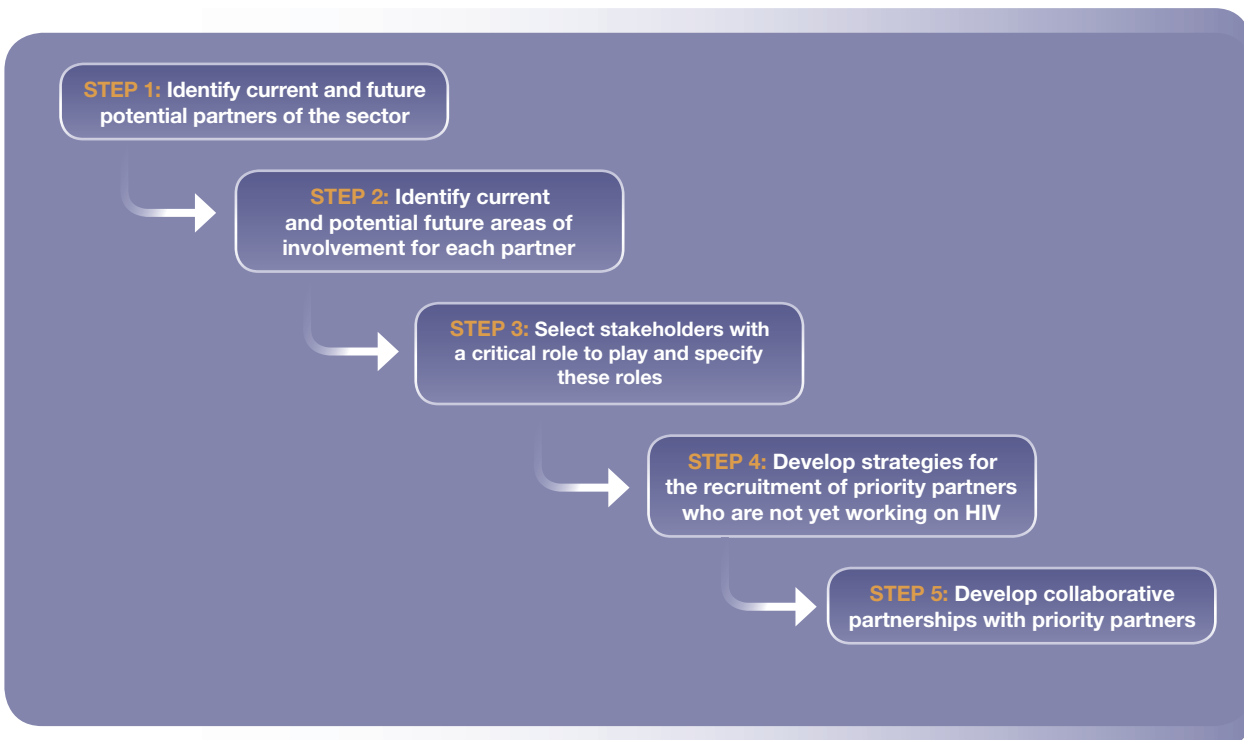 STEP 1: Identify current and future
potential partners of the sector
STEP 2: Identify current
and potential future areas of
involvement for each partner
STEP 3: Select stakeholders with
a critical role to play and specify
these roles
STEP 4: Develop strategies for
the recruitment of priority partners
who are not yet working on HIV
STEP 5: Develop collaborative
partnerships with priority partners